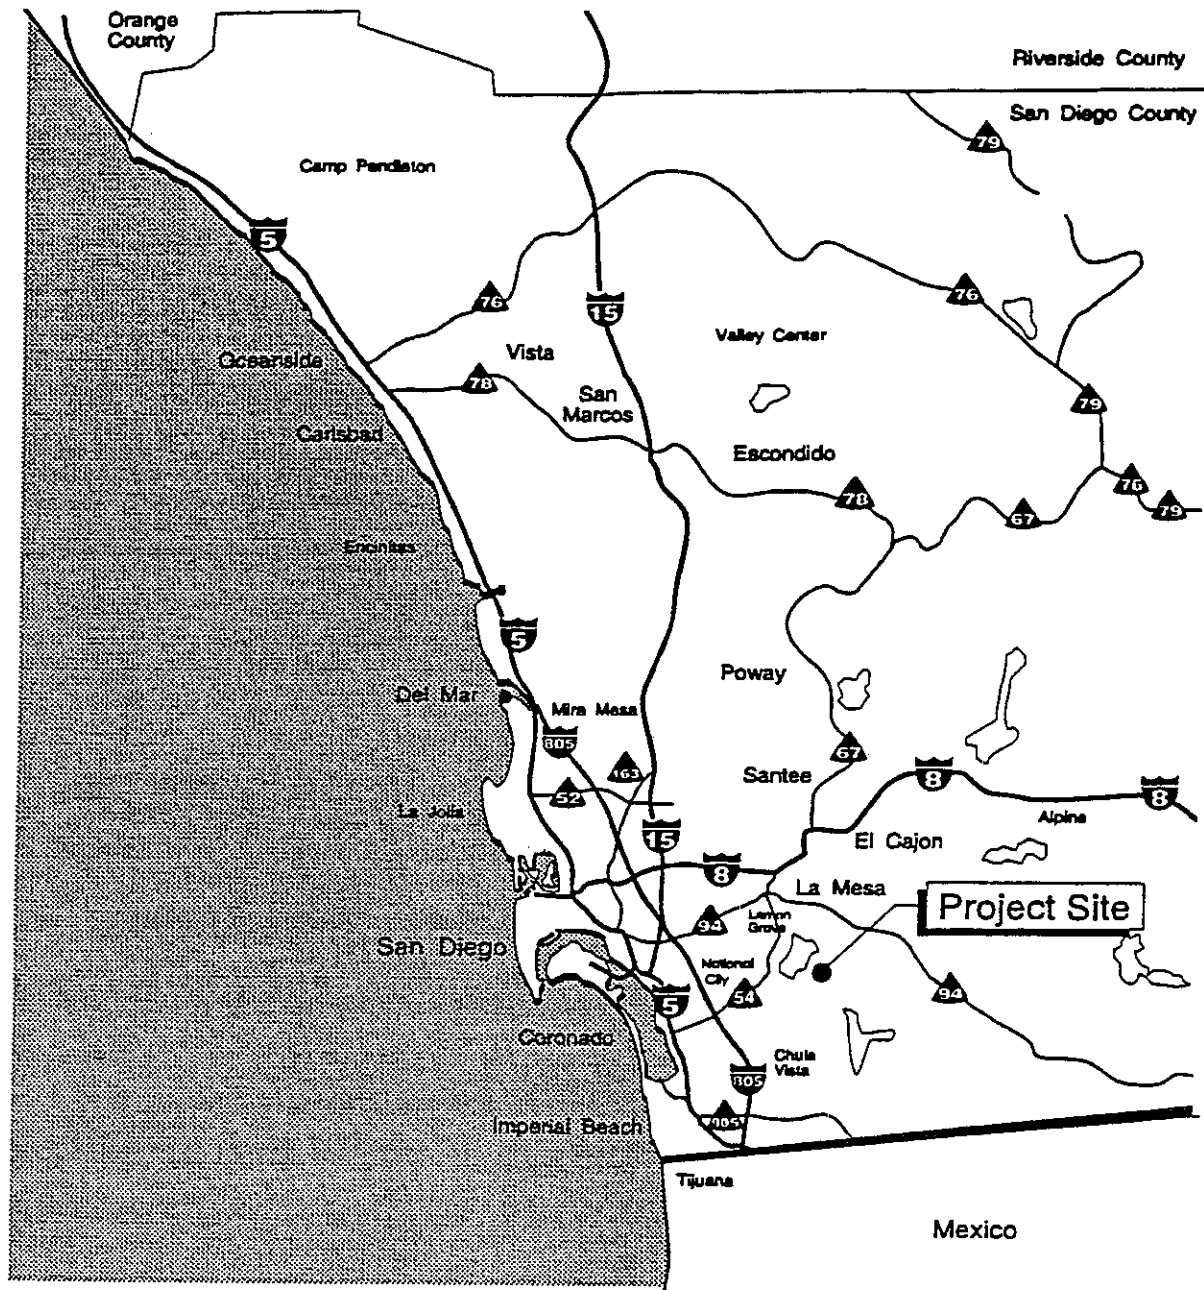 Orange
County
Riverside County
San Diego County
79
Camp Pendleton
5
76
76
15
Valley Center
Oceanside
Vista
78
San
Marcos
79
Carlsbad
Escondido
78
76
67
79
Encinitas
5
Poway
Del Mar
Mira Mesa
805
67
163
Santee
8
52
8
La Jolla
Alpine
15
El Cajon
8
La Mesa
Project Site
94
Lemon
Grove
San Diego
National
City
54
94
5
Coronado
Chula
Vista
805
Imperial Beach
Tijuana
Mexico